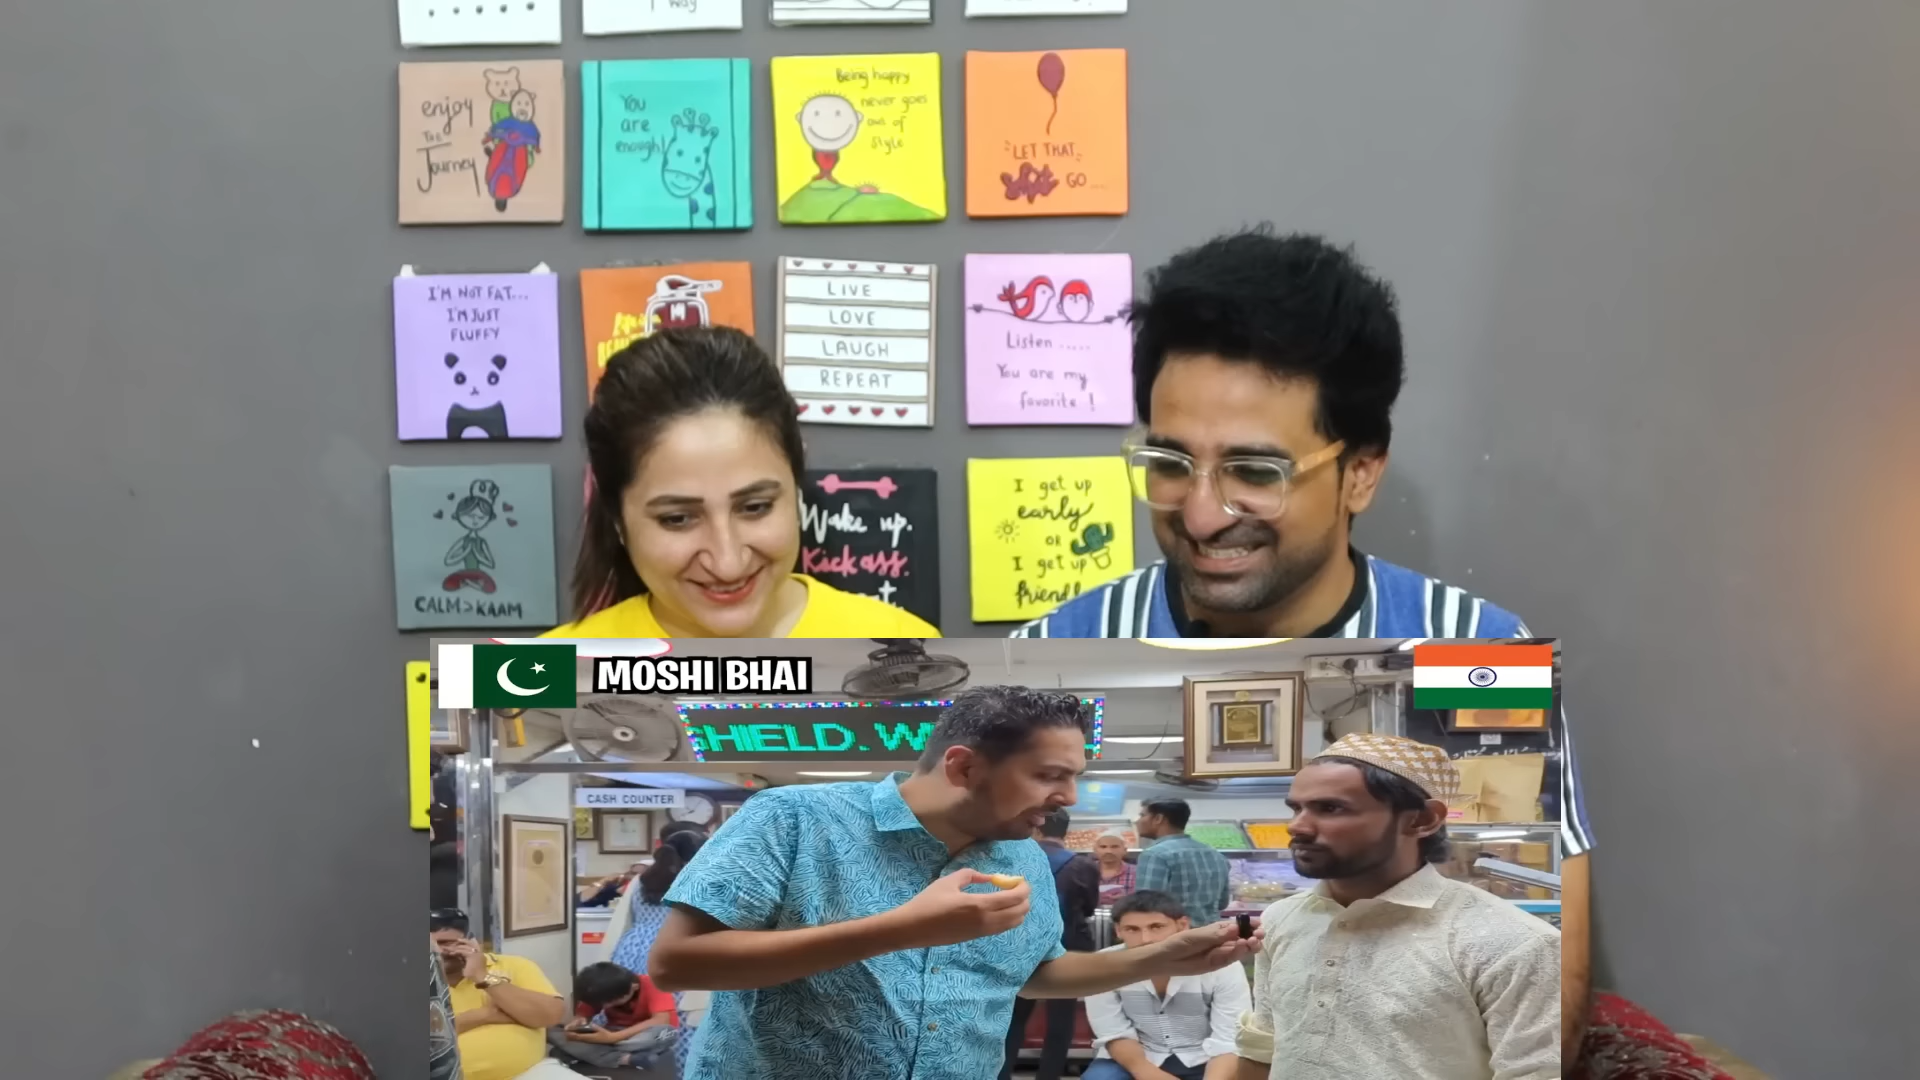 way
enjoy
THE
Journey
You
are
enough!
Being happy
never goes
out of
style
LET THAT
GO ....
I'M NOT FAT...
I'M JUST
FLUFFY
LIVE
LOVE
LAUGH
REPEAT
Listen .....
You are my
favorite !
CALM>KAAM
Wake up.
Kick ass.
I get up
early
OR
I get up
MOSHI BHAI
SHIELD. W
CASH COUNTER